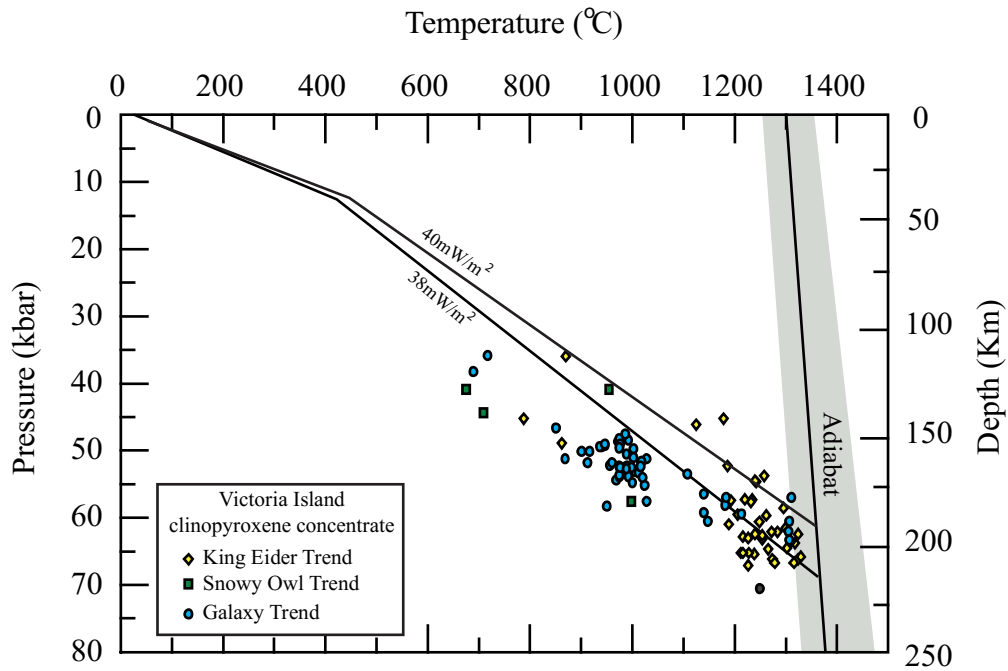 Temperature (°C)
0 200 400 600 800 1000 1200 1400
0 10 20 30 40 50 60 70 80
Pressure (kbar)
0 50 100 150 200 250
Depth (Km)
40mW/m²
38mW/m²
Adiabat
Victoria Island
clinopyroxene concentrate
King Eider Trend
Snowy Owl Trend
Galaxy Trend